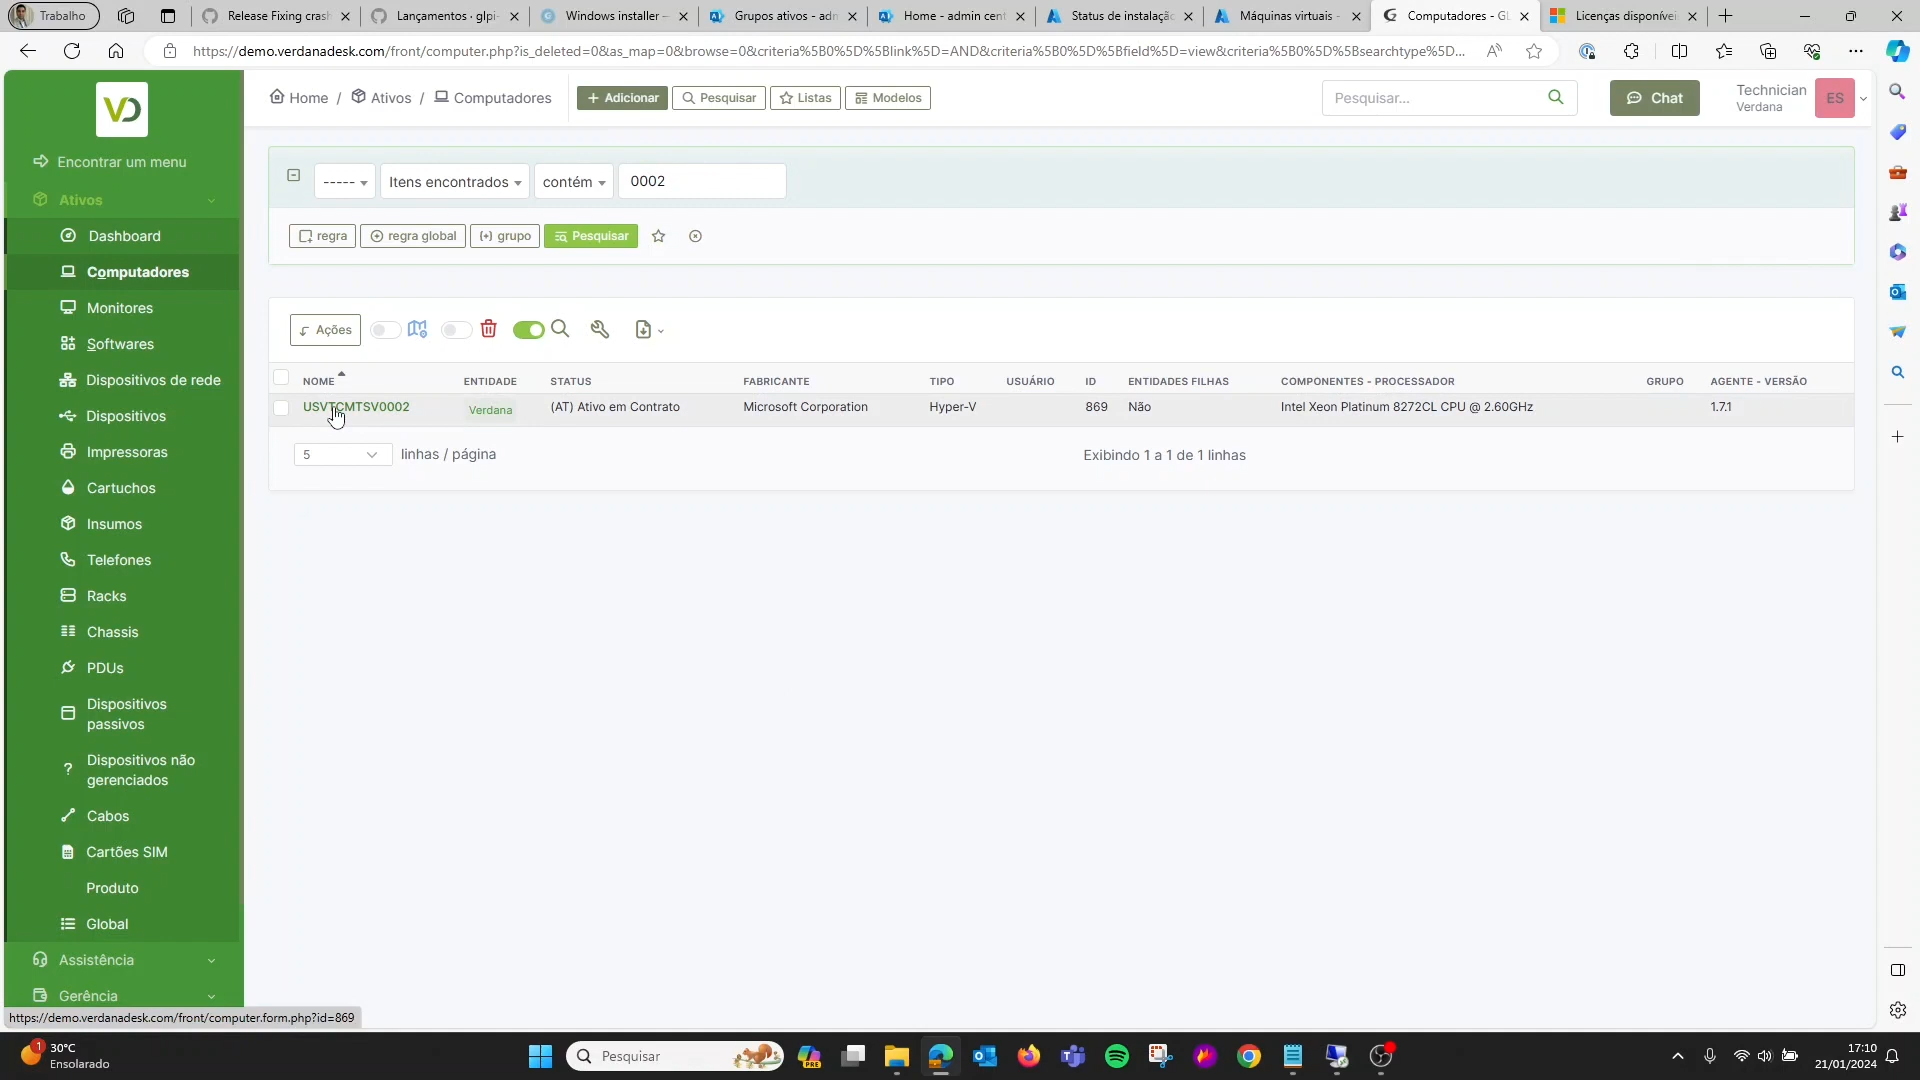 Trabalho
Release Fixing crash
Lançamentos · glpi-
Windows installer —
Grupos ativos - adm
Home - admin cent
Status de instalação
Máquinas virtuais -
Computadores - GL
Licenças disponívei
https://demo.verdanadesk.com/front/computer.php?is_deleted=0&as_map=0&browse=0&criteria%5B0%5D%5Blink%5D=AND&criteria%5B0%5D%5Bfield%5D=view&criteria%5B0%5D%5Bsearchtype%5D...
VD
Encontrar um menu
Ativos
Dashboard
Computadores
Monitores
Softwares
Dispositivos de rede
Dispositivos
Impressoras
Cartuchos
Insumos
Telefones
Racks
Chassis
PDUs
Dispositivos
passivos
Dispositivos não
gerenciados
Cabos
Cartões SIM
Produto
Global
Assistência
Gerência
Home / Ativos / Computadores
Adicionar
Pesquisar
Listas
Modelos
Pesquisar...
Chat
Technician
Verdana
ES
-----
Itens encontrados
contém
0002
regra
regra global
(+) grupo
Pesquisar
Ações
NOME ENTIDADE STATUS FABRICANTE TIPO USUÁRIO ID ENTIDADES FILHAS COMPONENTES - PROCESSADOR GRUPO AGENTE - VERSÃO
USVTCMTSV0002 Verdana (AT) Ativo em Contrato Microsoft Corporation Hyper-V 869 Não Intel Xeon Platinum 8272CL CPU @ 2.60GHz 1.7.1
5 linhas / página
Exibindo 1 a 1 de 1 linhas
https://demo.verdanadesk.com/front/computer.form.php?id=869
1
30°C
Ensolarado
Pesquisar
PRE
17:10
21/01/2024